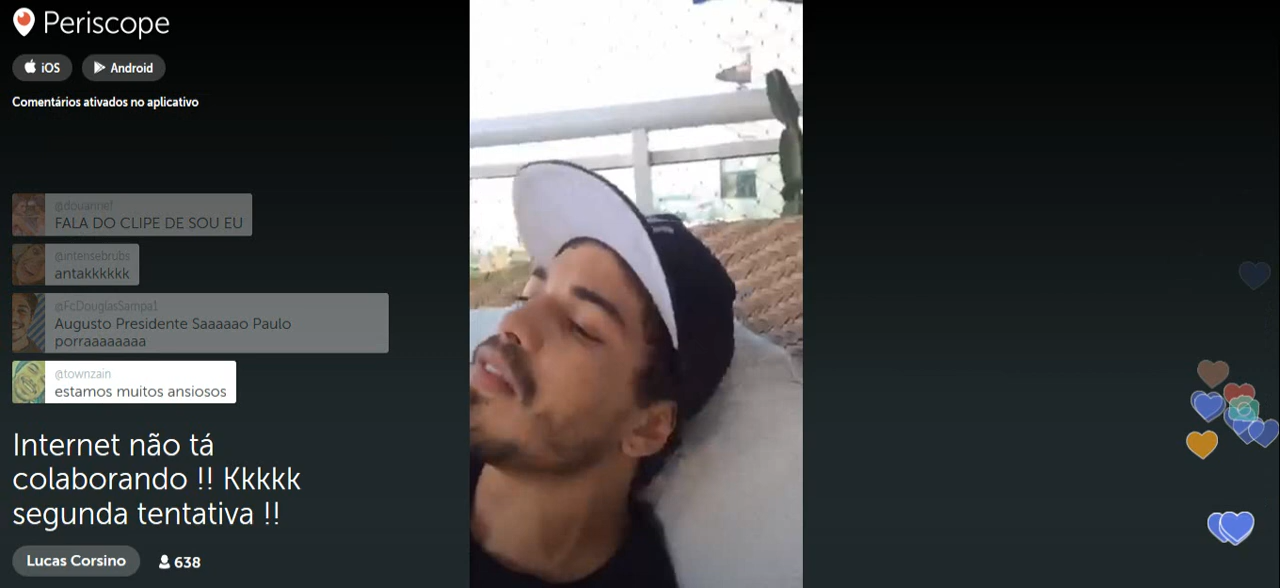 Periscope
iOS
Android
Comentários ativados no aplicativo
@douannef
FALA DO CLIPE DE SOU EU
@intensebrubs
antakkkkkk
@FcDouglasSampa1
Augusto Presidente Saaaaao Paulo
porraaaaaaaa
@townzain
estamos muitos ansiosos
Internet não tá
colaborando !! Kkkkk
segunda tentativa !!
Lucas Corsino
638